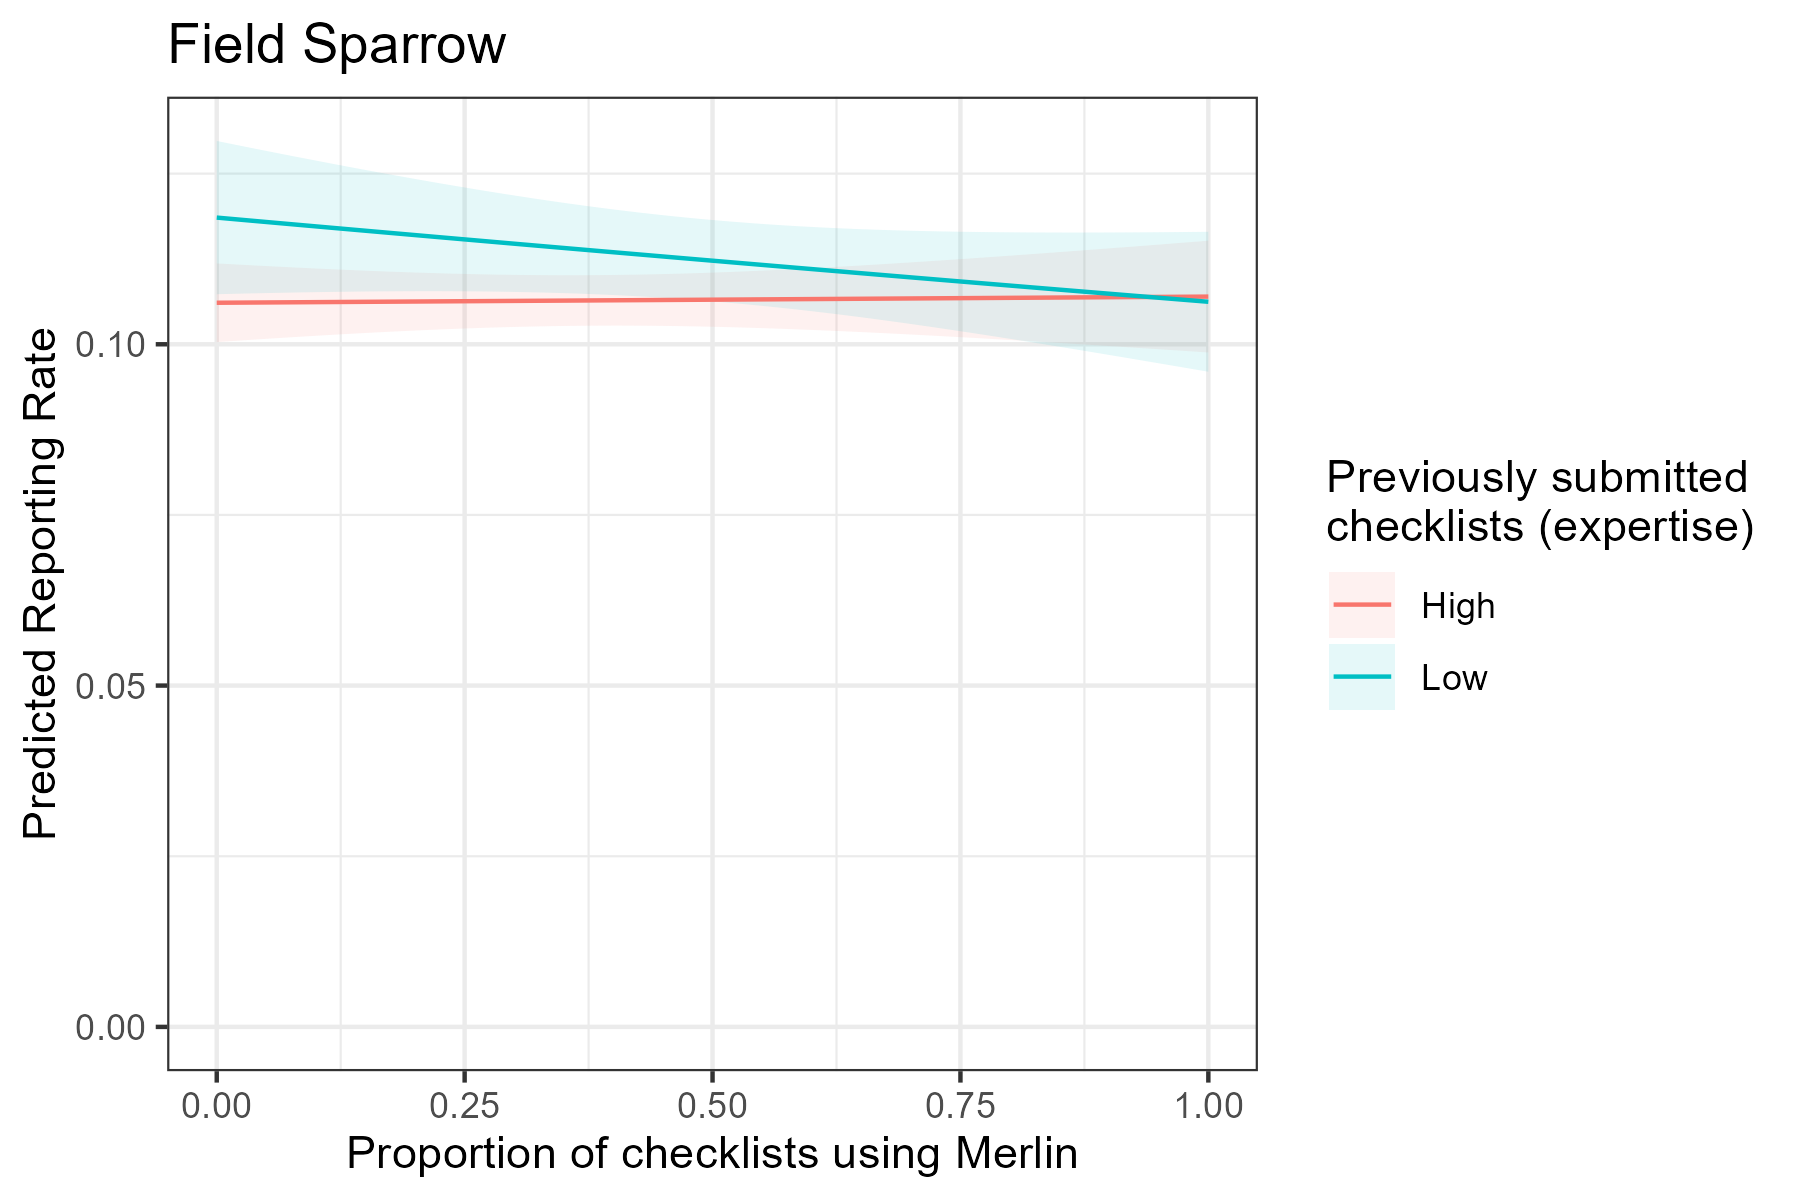 Field Sparrow
Predicted Reporting Rate
0.10
0.05
0.00
0.00 0.25 0.50 0.75 1.00
Proportion of checklists using Merlin
Previously submitted
checklists (expertise)
High
Low